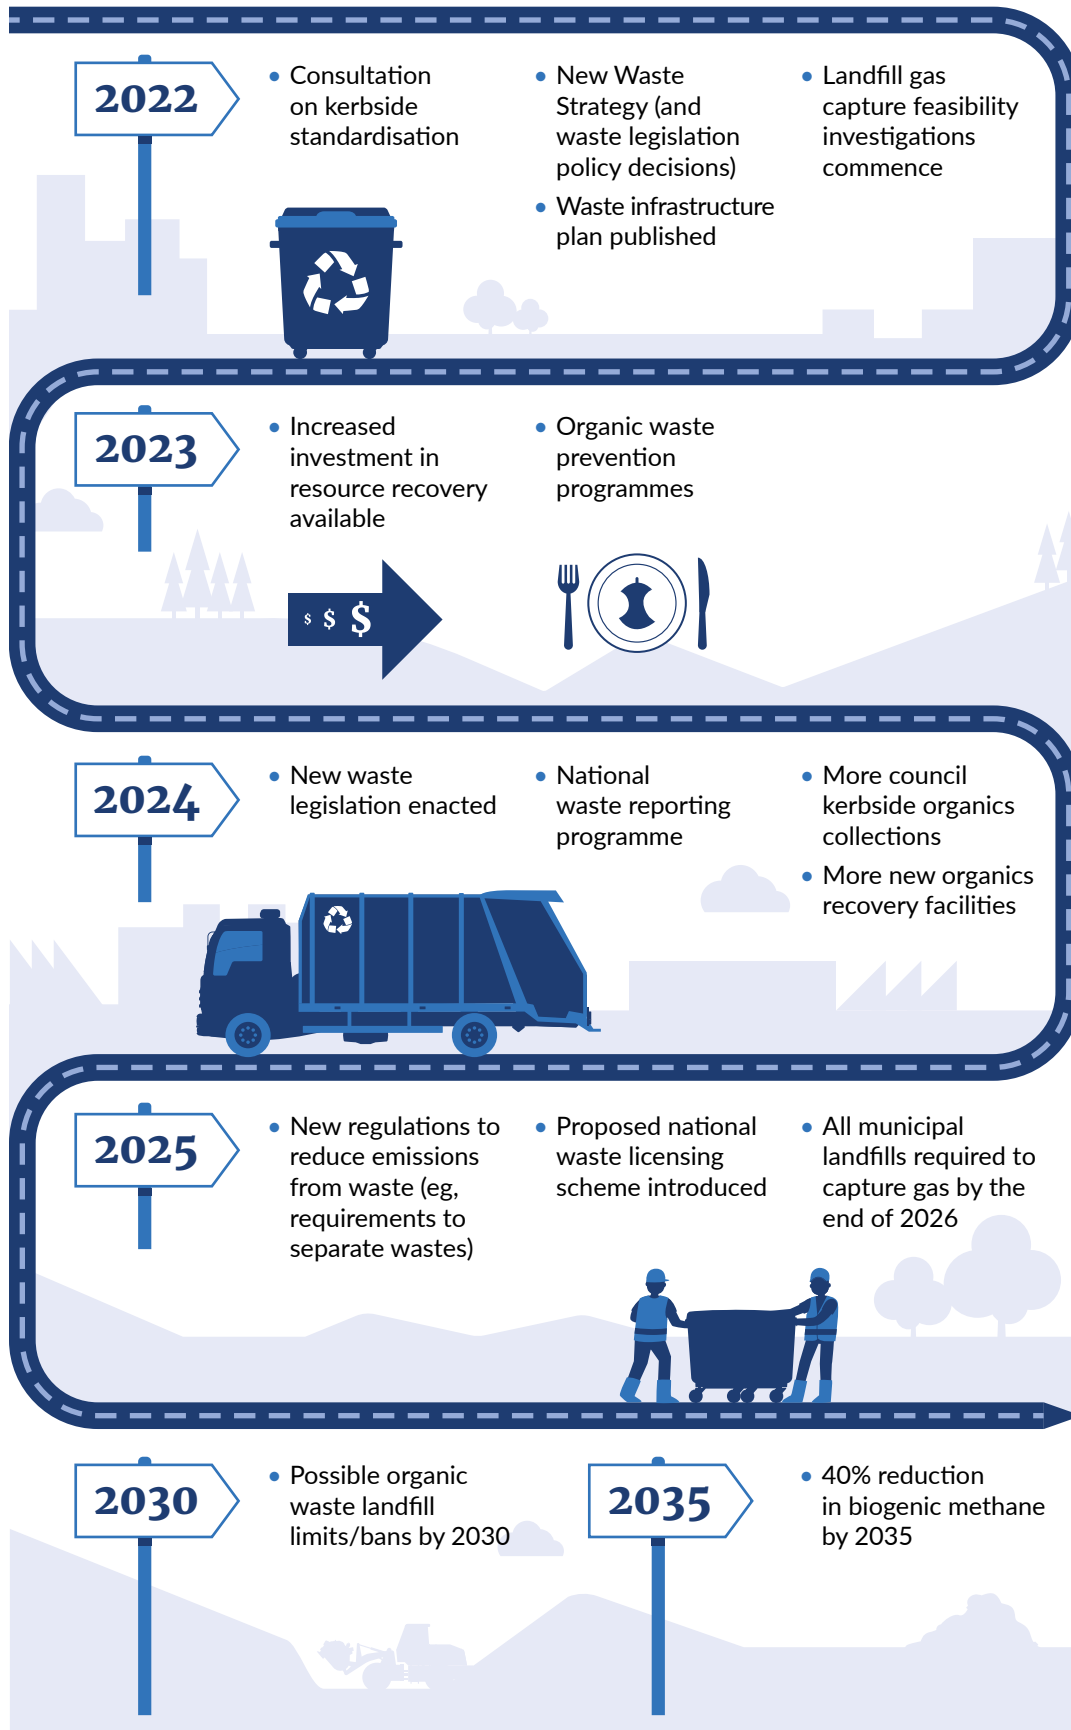 2022
• Consultation
on kerbside
standardisation
• New Waste
Strategy (and
waste legislation
policy decisions)
• Waste infrastructure
plan published
• Landfill gas
capture feasibility
investigations
commence
2023
• Increased
investment in
resource recovery
available
$ $ $
• Organic waste
prevention
programmes
2024
• New waste
legislation enacted
• National
waste reporting
programme
• More council
kerbside organics
collections
• More new organics
recovery facilities
2025
• New regulations to
reduce emissions
from waste (eg,
requirements to
separate wastes)
• Proposed national
waste licensing
scheme introduced
• All municipal
landfills required to
capture gas by the
end of 2026
2030
• Possible organic
waste landfill
limits/bans by 2030
2035
• 40% reduction
in biogenic methane
by 2035